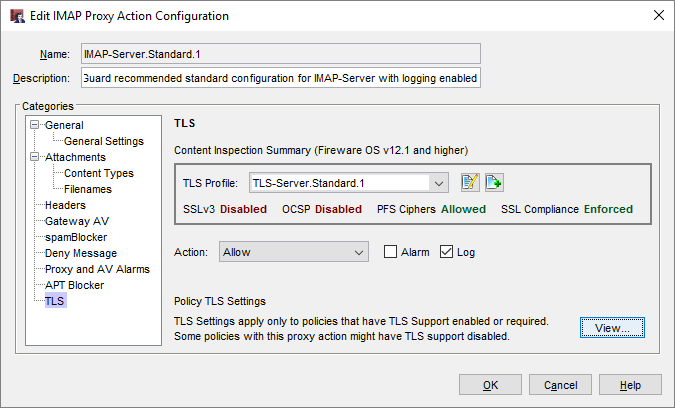 Edit IMAP Proxy Action Configuration
Name: IMAP-Server.Standard.1
Description: Guard recommended standard configuration for IMAP-Server with logging enabled
Categories
General
General Settings
Attachments
Content Types
Filenames
Headers
Gateway AV
spamBlocker
Deny Message
Proxy and AV Alarms
APT Blocker
TLS
TLS
Content Inspection Summary (Fireware OS v12.1 and higher)
TLS Profile: TLS-Server.Standard.1
SSLv3 Disabled OCSP Disabled PFS Ciphers Allowed SSL Compliance Enforced
Action: Allow Alarm Log
Policy TLS Settings
TLS Settings apply only to policies that have TLS Support enabled or required.
Some policies with this proxy action might have TLS support disabled.
View...
OK Cancel Help